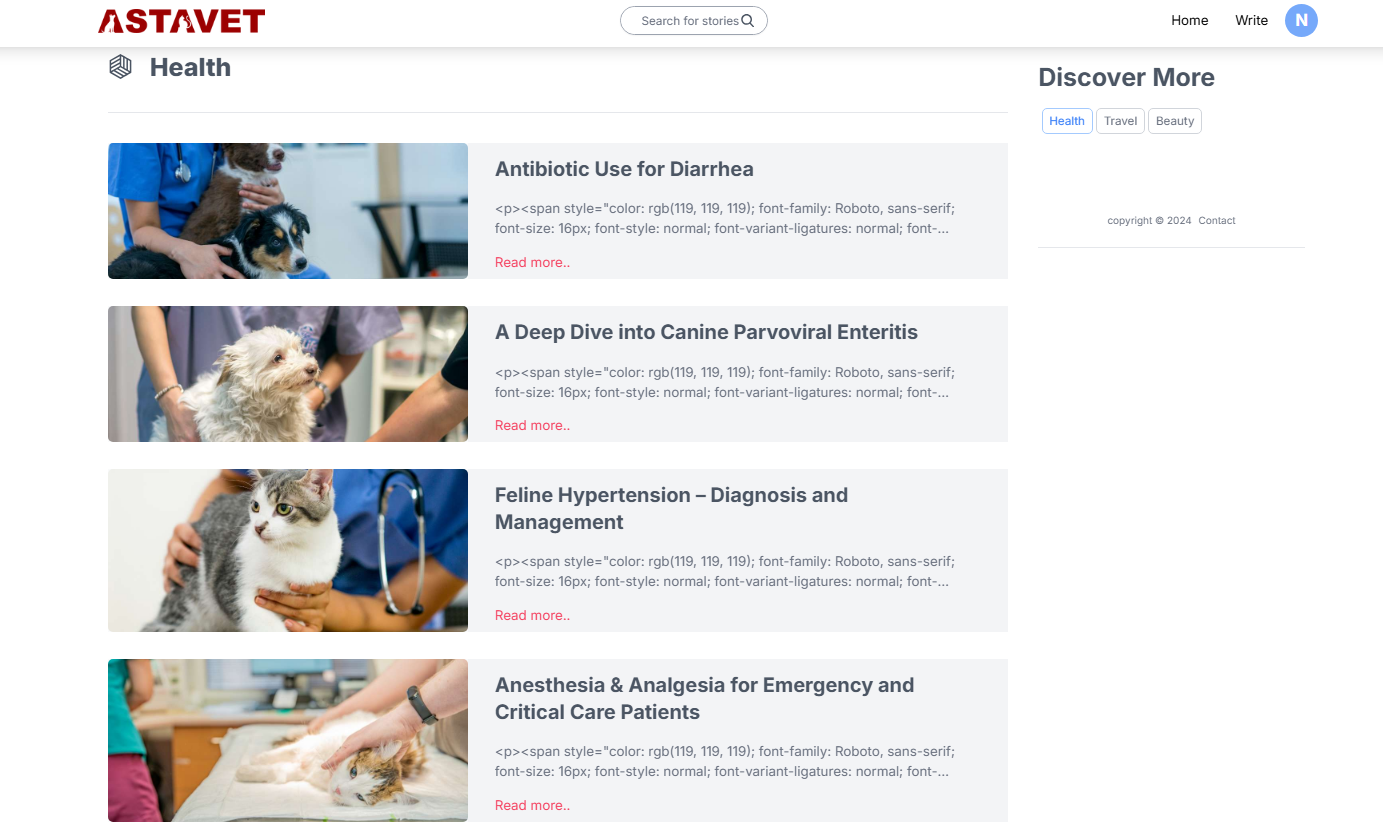 ASTAVET
Search for stories
Home
Write
N
Health
Discover More
Health
Travel
Beauty
Antibiotic Use for Diarrhea
<p><span style="color: rgb(119, 119, 119); font-family: Roboto, sans-serif;
font-size: 16px; font-style: normal; font-variant-ligatures: normal; font-...
Read more..
copyright © 2024 Contact
A Deep Dive into Canine Parvoviral Enteritis
<p><span style="color: rgb(119, 119, 119); font-family: Roboto, sans-serif;
font-size: 16px; font-style: normal; font-variant-ligatures: normal; font-...
Read more..
Feline Hypertension – Diagnosis and
Management
<p><span style="color: rgb(119, 119, 119); font-family: Roboto, sans-serif;
font-size: 16px; font-style: normal; font-variant-ligatures: normal; font-...
Read more..
Anesthesia & Analgesia for Emergency and
Critical Care Patients
<p><span style="color: rgb(119, 119, 119); font-family: Roboto, sans-serif;
font-size: 16px; font-style: normal; font-variant-ligatures: normal; font-...
Read more..